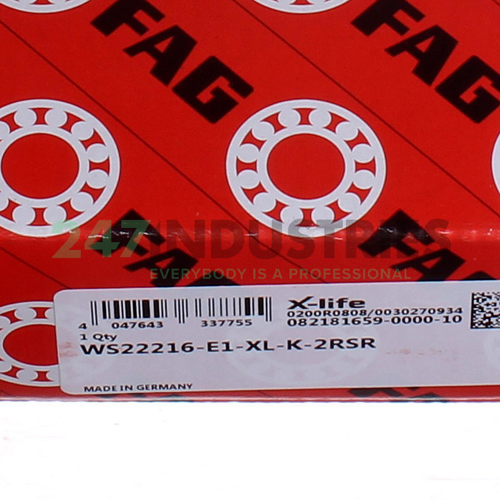 FAG
FAG
247INDUSTRIES
EVERYBODY IS A PROFESSIONAL
FAG
X-life
0200R0808/0030270934
082181659-0000-10
4 047643 337755
1 Qty
WS22216-E1-XL-K-2RSR
MADE IN GERMANY